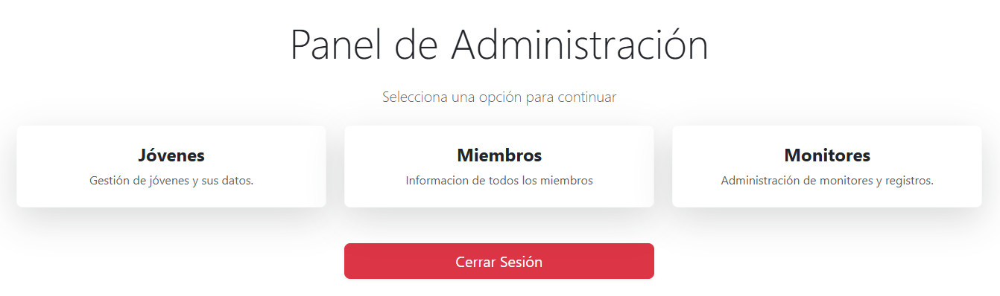 Panel de Administración
Selecciona una opción para continuar
Jóvenes
Gestión de jóvenes y sus datos.
Miembros
Informacion de todos los miembros
Monitores
Administración de monitores y registros.
Cerrar Sesión